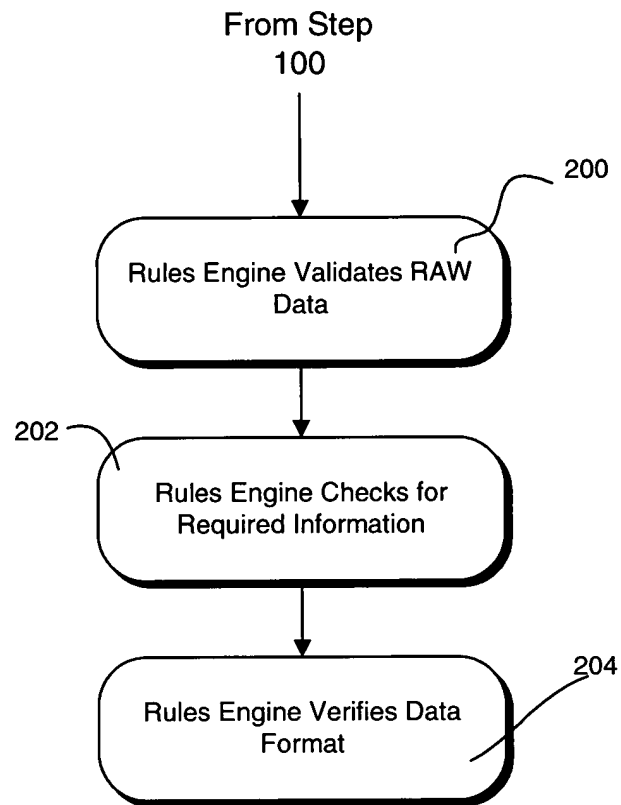 From Step
100
200
Rules Engine Validates RAW
Data
202
Rules Engine Checks for
Required Information
204
Rules Engine Verifies Data
Format